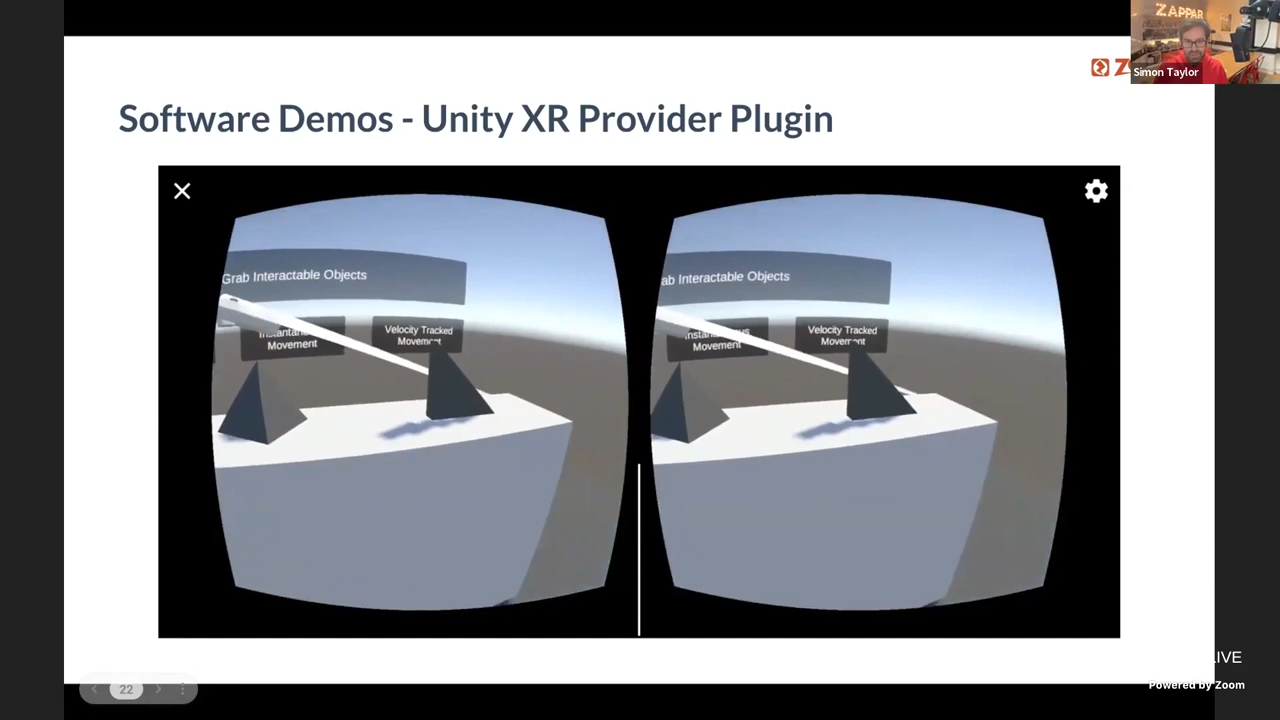 ZAPPAR
Simon Taylor
Z
Software Demos - Unity XR Provider Plugin
Grab Interactable Objects
Movement
Velocity Tracked
Movement
ab Interactable Objects
Movement
Velocity Tracked
Movement
LIVE
Powered by Zoom
22